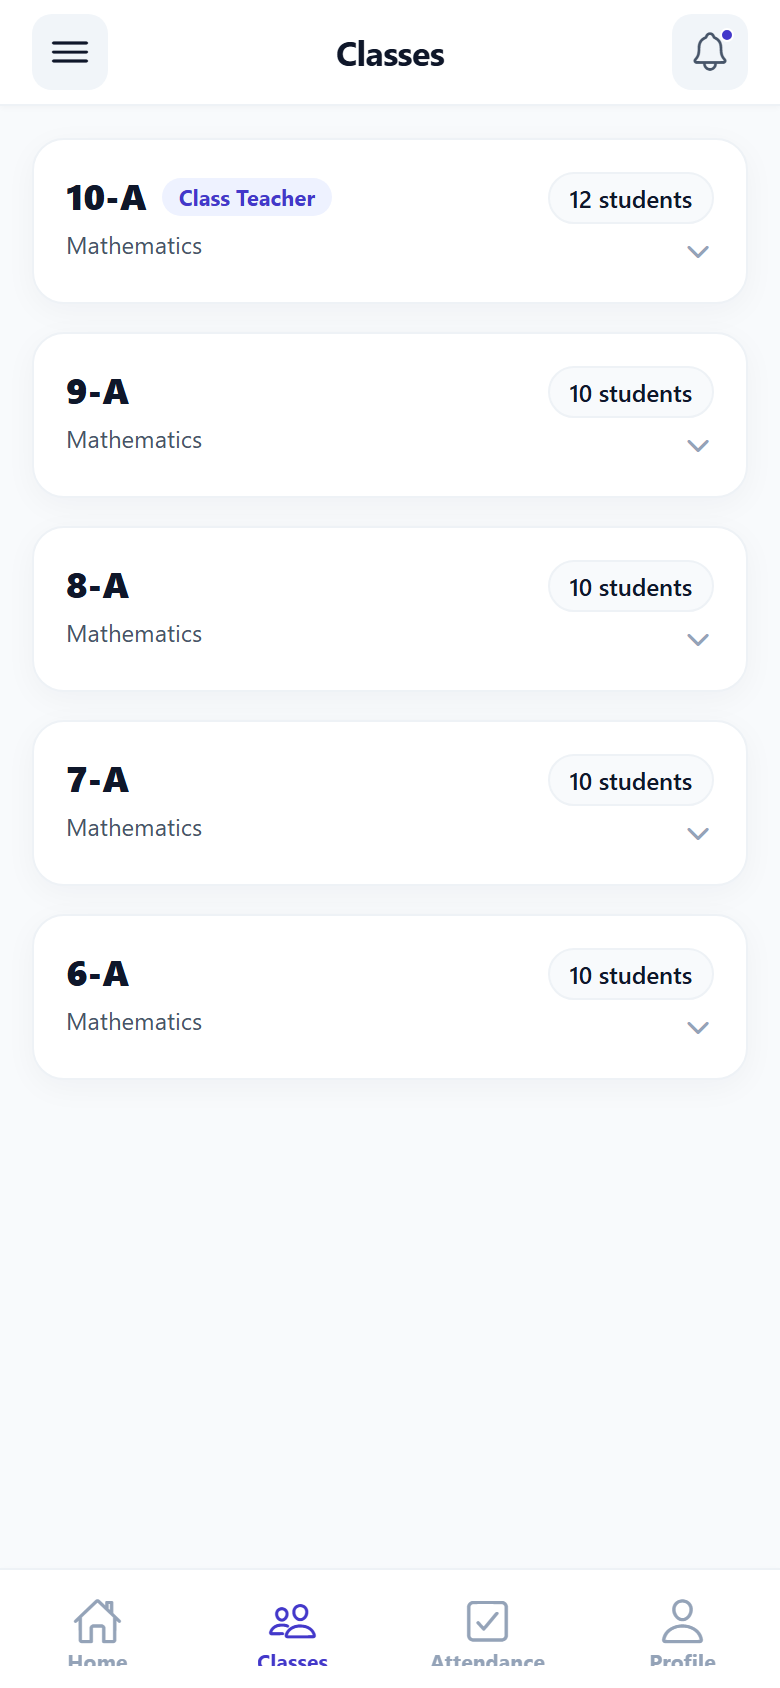 Classes
10-A Class Teacher 12 students
Mathematics
9-A 10 students
Mathematics
8-A 10 students
Mathematics
7-A 10 students
Mathematics
6-A 10 students
Mathematics
Home Classes Attendance Profile